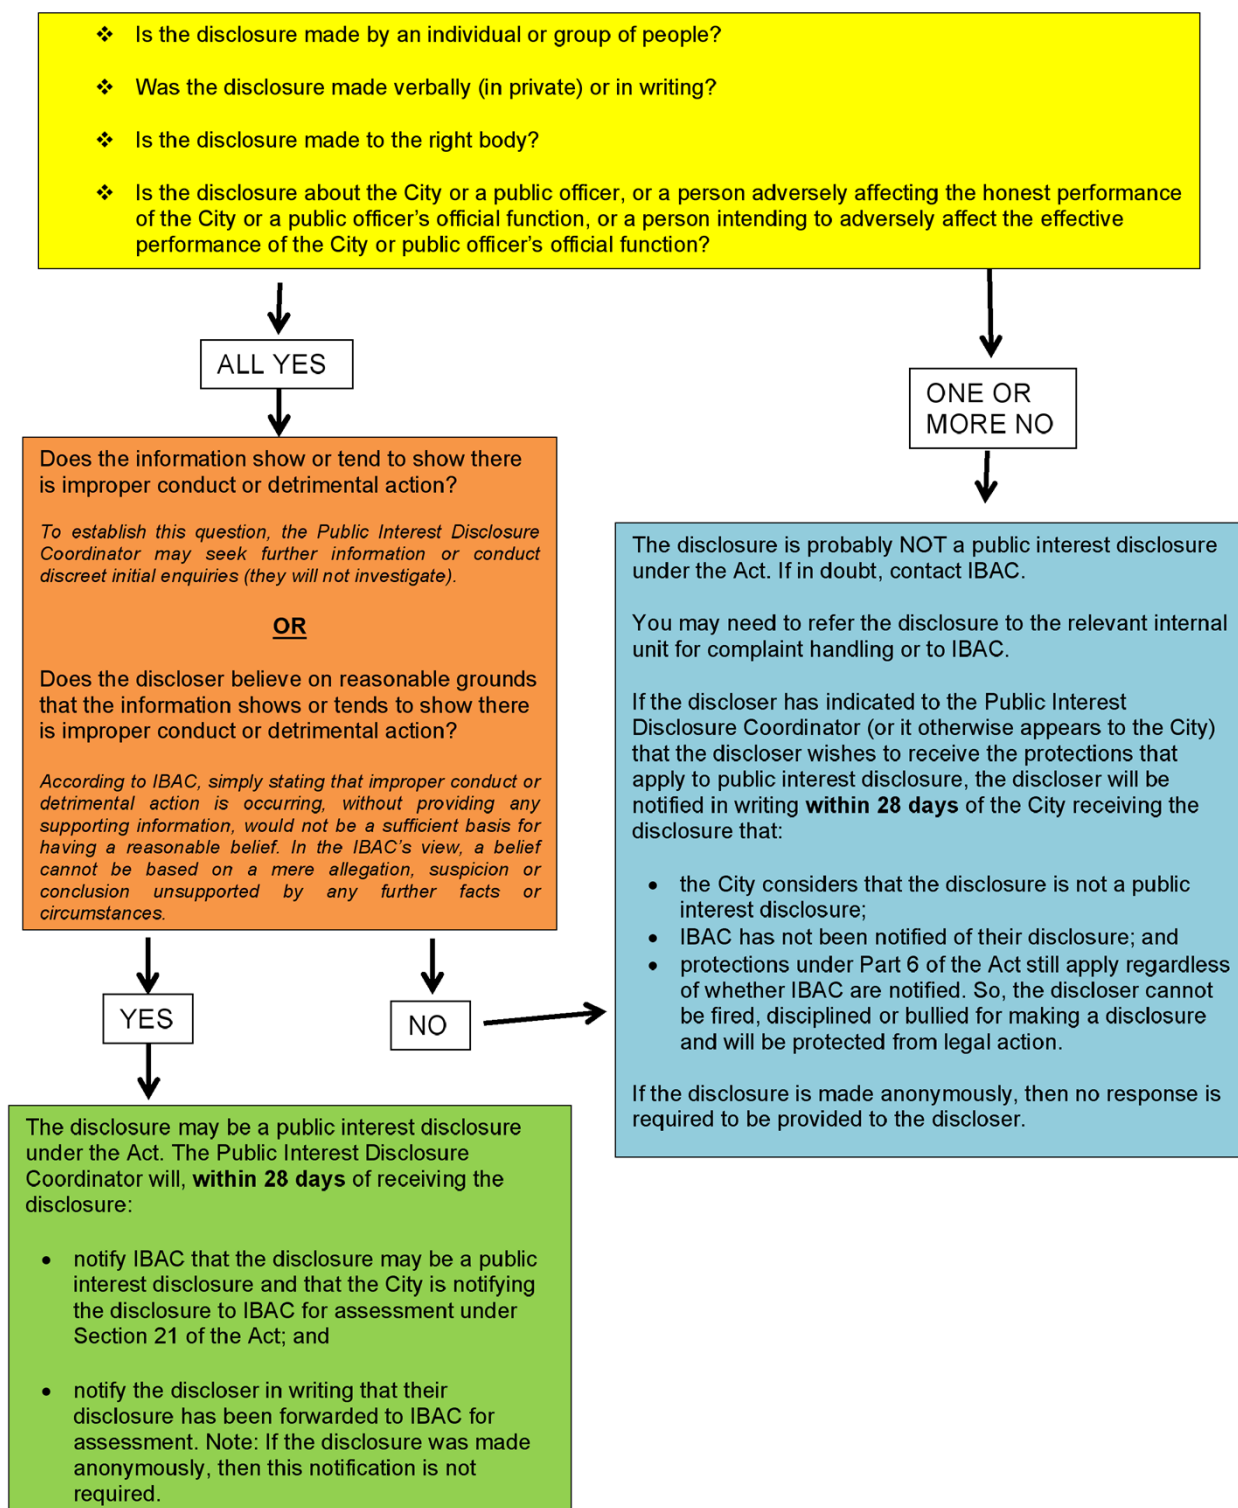 ❖ Is the disclosure made by an individual or group of people?
❖ Was the disclosure made verbally (in private) or in writing?
❖ Is the disclosure made to the right body?
❖ Is the disclosure about the City or a public officer, or a person adversely affecting the honest performance
of the City or a public officer’s official function, or a person intending to adversely affect the effective
performance of the City or public officer’s official function?
ALL YES
ONE OR
MORE NO
Does the information show or tend to show there
is improper conduct or detrimental action?
To establish this question, the Public Interest Disclosure
Coordinator may seek further information or conduct
discreet initial enquiries (they will not investigate).
OR
Does the discloser believe on reasonable grounds
that the information shows or tends to show there
is improper conduct or detrimental action?
According to IBAC, simply stating that improper conduct or
detrimental action is occurring, without providing any
supporting information, would not be a sufficient basis for
having a reasonable belief. In the IBAC’s view, a belief
cannot be based on a mere allegation, suspicion or
conclusion unsupported by any further facts or
circumstances.
YES
NO
The disclosure is probably NOT a public interest disclosure
under the Act. If in doubt, contact IBAC.
You may need to refer the disclosure to the relevant internal
unit for complaint handling or to IBAC.
If the discloser has indicated to the Public Interest
Disclosure Coordinator (or it otherwise appears to the City)
that the discloser wishes to receive the protections that
apply to public interest disclosure, the discloser will be
notified in writing within 28 days of the City receiving the
disclosure that:
• the City considers that the disclosure is not a public
interest disclosure;
• IBAC has not been notified of their disclosure; and
• protections under Part 6 of the Act still apply regardless
of whether IBAC are notified. So, the discloser cannot
be fired, disciplined or bullied for making a disclosure
and will be protected from legal action.
If the disclosure is made anonymously, then no response is
required to be provided to the discloser.
The disclosure may be a public interest disclosure
under the Act. The Public Interest Disclosure
Coordinator will, within 28 days of receiving the
disclosure:
• notify IBAC that the disclosure may be a public
interest disclosure and that the City is notifying
the disclosure to IBAC for assessment under
Section 21 of the Act; and
• notify the discloser in writing that their
disclosure has been forwarded to IBAC for
assessment. Note: If the disclosure was made
anonymously, then this notification is not
required.